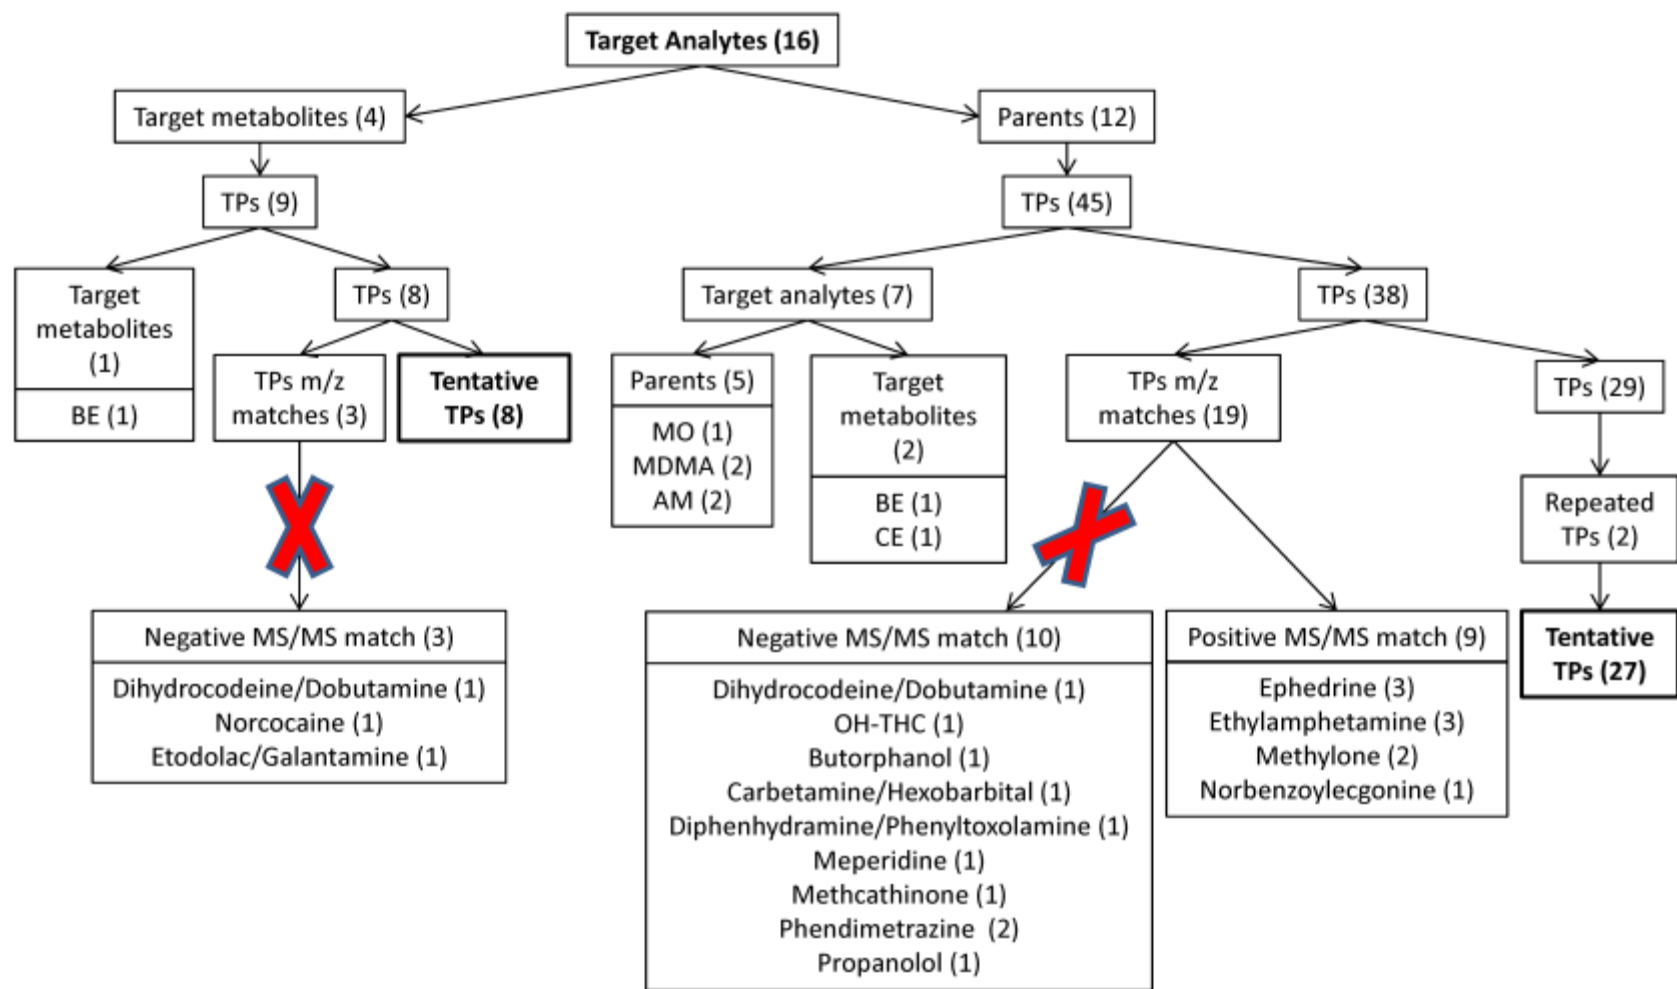 Target Analytes (16)
Target metabolites (4)
Parents (12)
TPs (9)
TPs (45)
Target
metabolites
(1)
BE (1)
TPs (8)
Target analytes (7)
TPs (38)
TPs m/z
matches (3)
Tentative
TPs (8)
Parents (5)
MO (1)
MDMA (2)
AM (2)
Target
metabolites
(2)
BE (1)
CE (1)
TPs m/z
matches (19)
TPs (29)
Repeated
TPs (2)
Negative MS/MS match (3)
Dihydrocodeine/Dobutamine (1)
Norcocaine (1)
Etodolac/Galantamine (1)
Negative MS/MS match (10)
Dihydrocodeine/Dobutamine (1)
OH-THC (1)
Butorphanol (1)
Carbetamine/Hexobarbital (1)
Diphenhydramine/Phenyltoxolamine (1)
Meperidine (1)
Methcathinone (1)
Phendimetrazine (2)
Propanolol (1)
Positive MS/MS match (9)
Ephedrine (3)
Ethylamphetamine (3)
Methylone (2)
Norbenzoylecgonine (1)
Tentative
TPs (27)